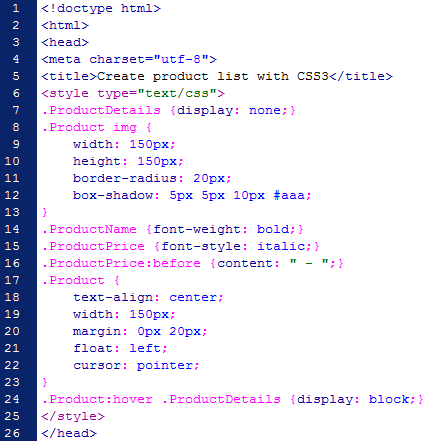 1 <!doctype html>
2 <html>
3 <head>
4 <meta charset="utf-8">
5 <title>Create product list with CSS3</title>
6 <style type="text/css">
7 .ProductDetails {display: none;}
8 .Product img {
9 width: 150px;
10 height: 150px;
11 border-radius: 20px;
12 box-shadow: 5px 5px 10px #aaa;
13 }
14 .ProductName {font-weight: bold;}
15 .ProductPrice {font-style: italic;}
16 .ProductPrice:before {content: " - ";}
17 .Product {
18 text-align: center;
19 width: 150px;
20 margin: 0px 20px;
21 float: left;
22 cursor: pointer;
23 }
24 .Product:hover .ProductDetails {display: block;}
25 </style>
26 </head>